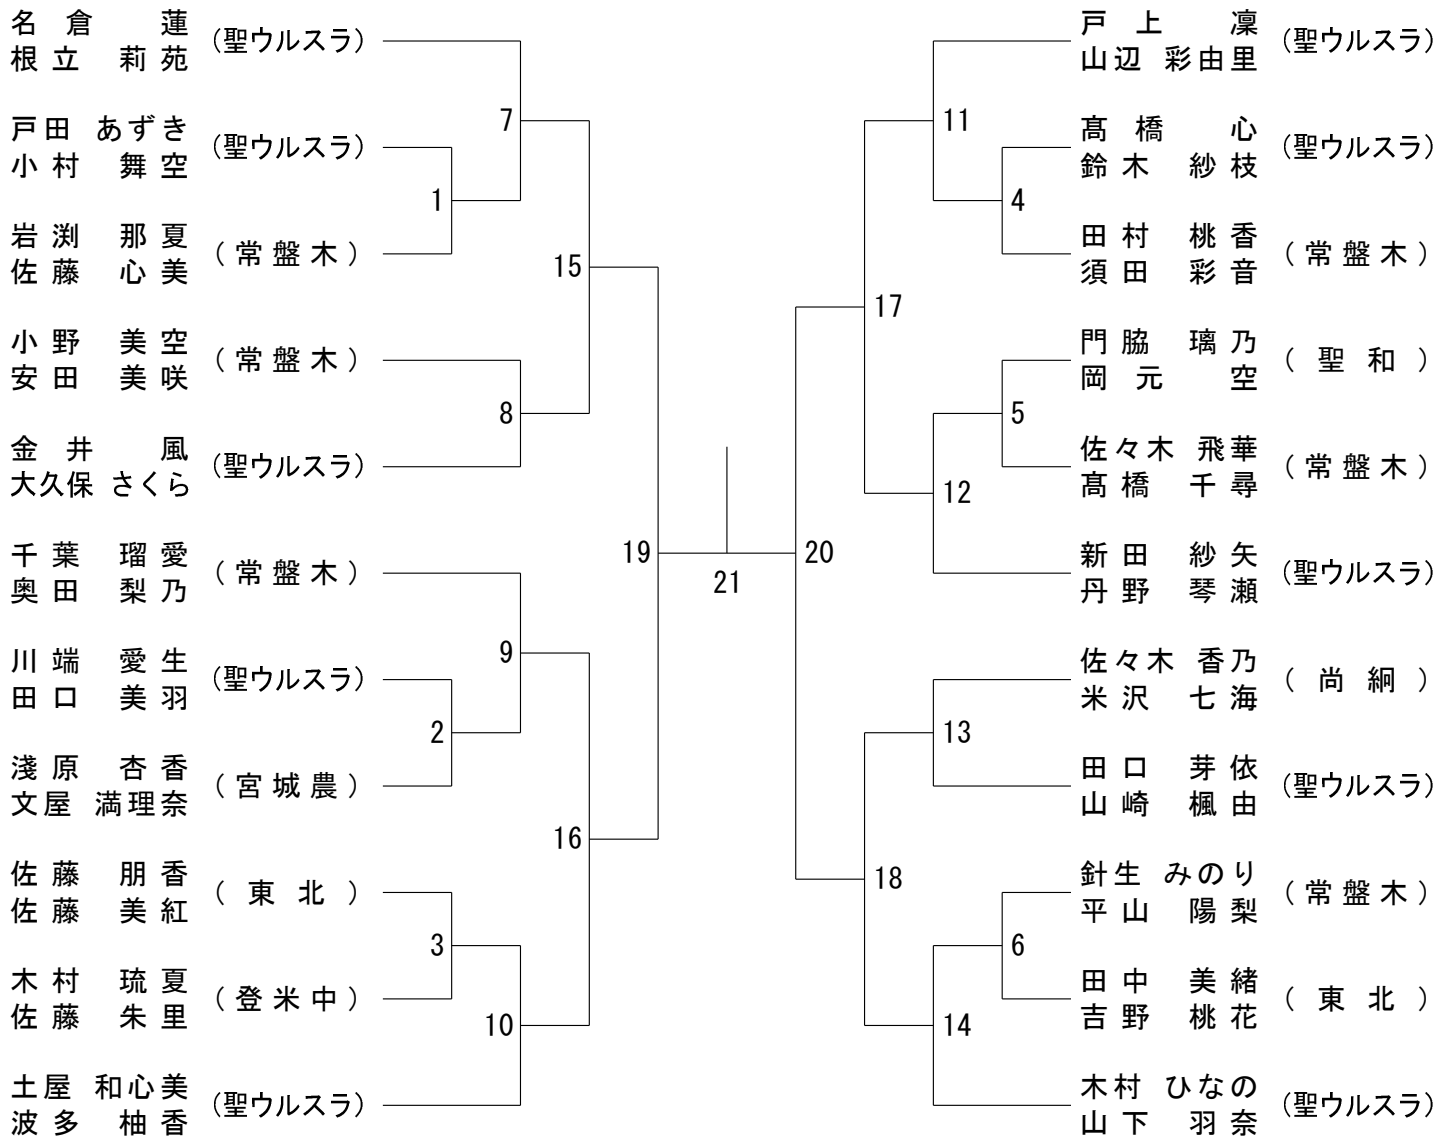 名倉 蓮
根立 莉苑
(聖ウルスラ)
戸田 あずき
小村 舞空
(聖ウルスラ)
岩渕 那夏
佐藤 心美
(常盤木)
小野 美空
安田 美咲
(常盤木)
金井 風
大久保 さくら
(聖ウルスラ)
千葉 瑠愛
奥田 梨乃
(常盤木)
川端 愛生
田口 美羽
(聖ウルスラ)
淺原 杏香
文屋 満理奈
(宮城農)
佐藤 朋香
佐藤 美紅
(東北)
木村 琉夏
佐藤 朱里
(登米中)
土屋 和心美
波多 柚香
(聖ウルスラ)
7
1
15
8
19
9
2
16
3
10
21
20
11
4
17
5
12
13
18
6
14
戸上 凜
山辺 彩由里
(聖ウルスラ)
髙橋 心
鈴木 紗枝
(聖ウルスラ)
田村 桃香
須田 彩音
(常盤木)
門脇 璃乃
岡元 空
(聖和)
佐々木 飛華
髙橋 千尋
(常盤木)
新田 紗矢
丹野 琴瀬
(聖ウルスラ)
佐々木 香乃
米沢 七海
(尚絅)
田口 芽依
山崎 楓由
(聖ウルスラ)
針生 みのり
平山 陽梨
(常盤木)
田中 美緒
吉野 桃花
(東北)
木村 ひなの
山下 羽奈
(聖ウルスラ)